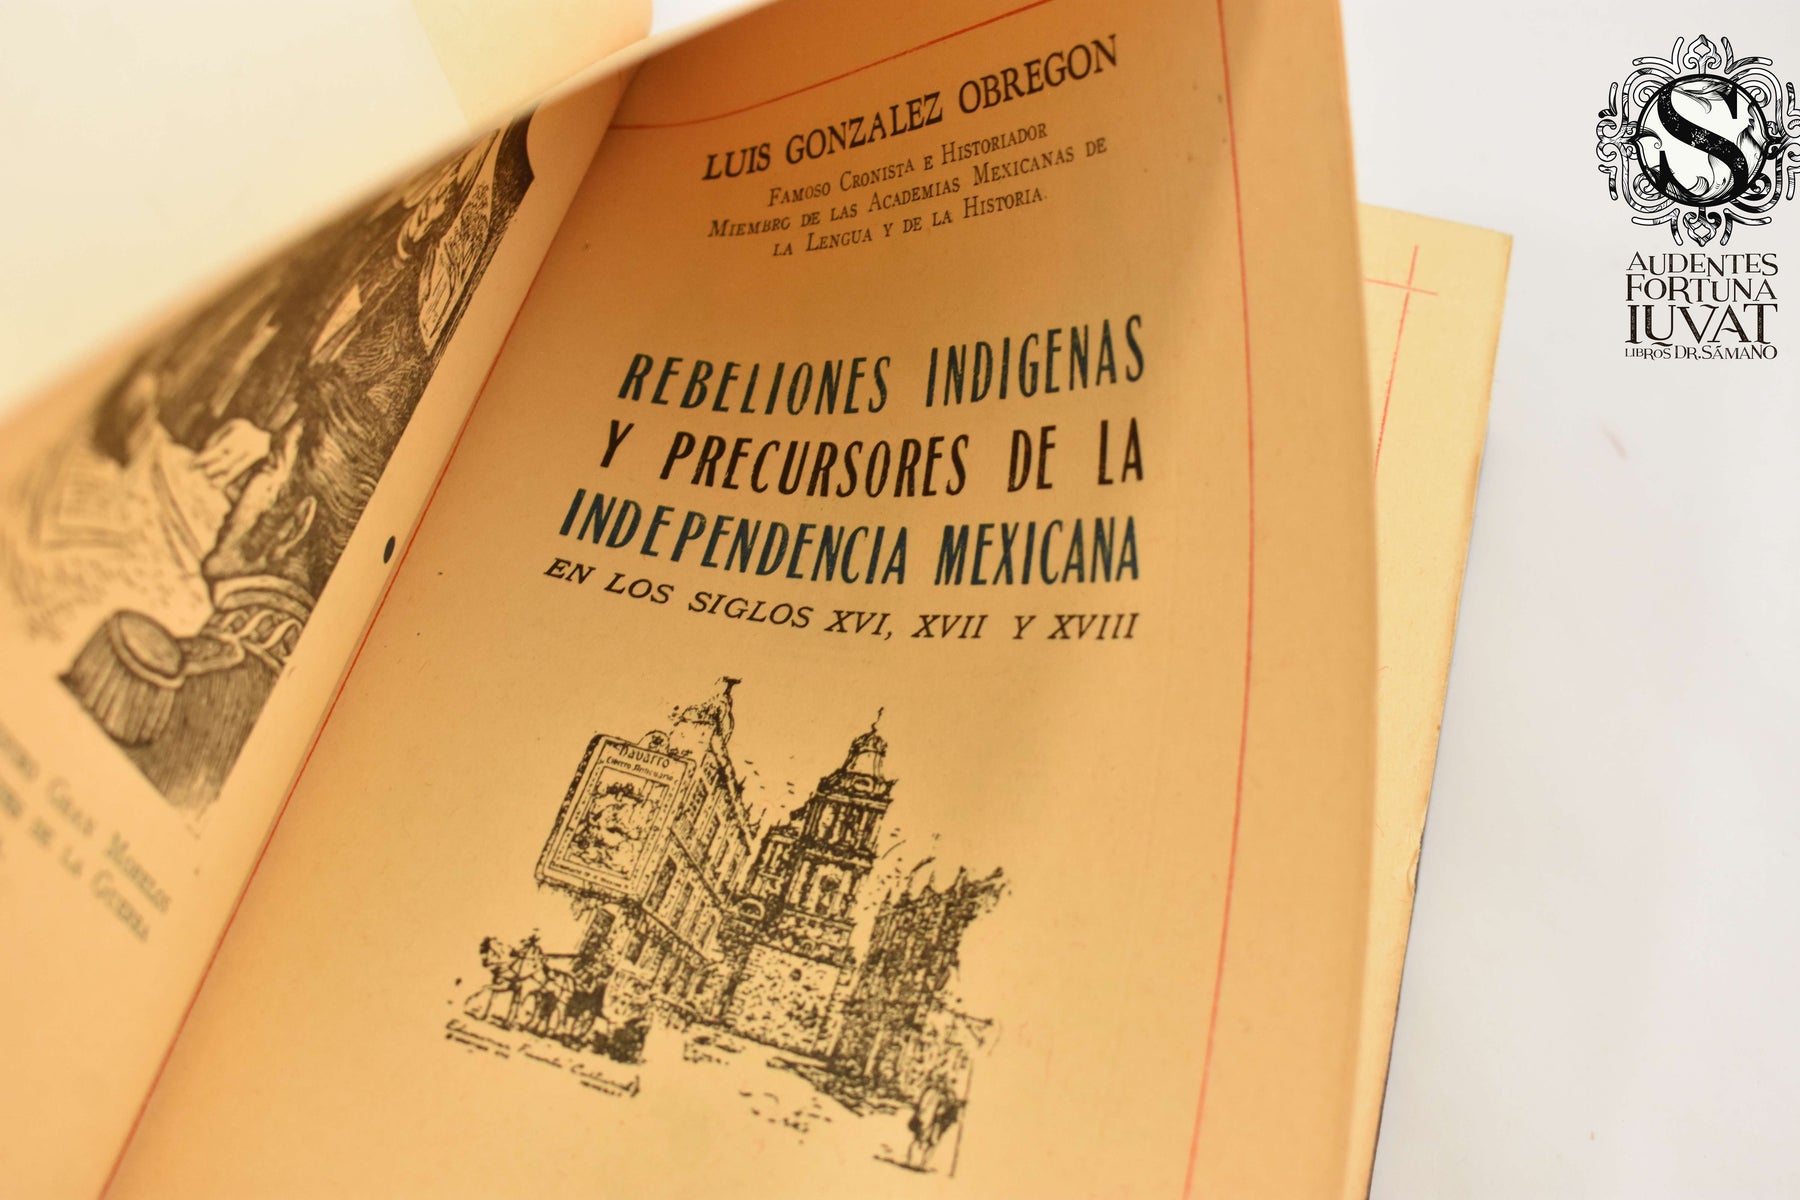 LUIS GONZALEZ OBREGON
FAMOSO CRONISTA E HISTORIADOR
MIEMBRO DE LAS ACADEMIAS MEXICANAS DE
LA LENGUA Y DE LA HISTORIA.
REBELIONES INDIGENAS
Y PRECURSORES DE LA
INDEPENDENCIA MEXICANA
EN LOS SIGLOS XVI, XVII Y XVIII
Navarro
Librero Anticuario
GRAN MORELOS
DE LA GUERRA
S
AUDENTES
FORTUNA
IUVAT
LIBROS DR. SÁMANO